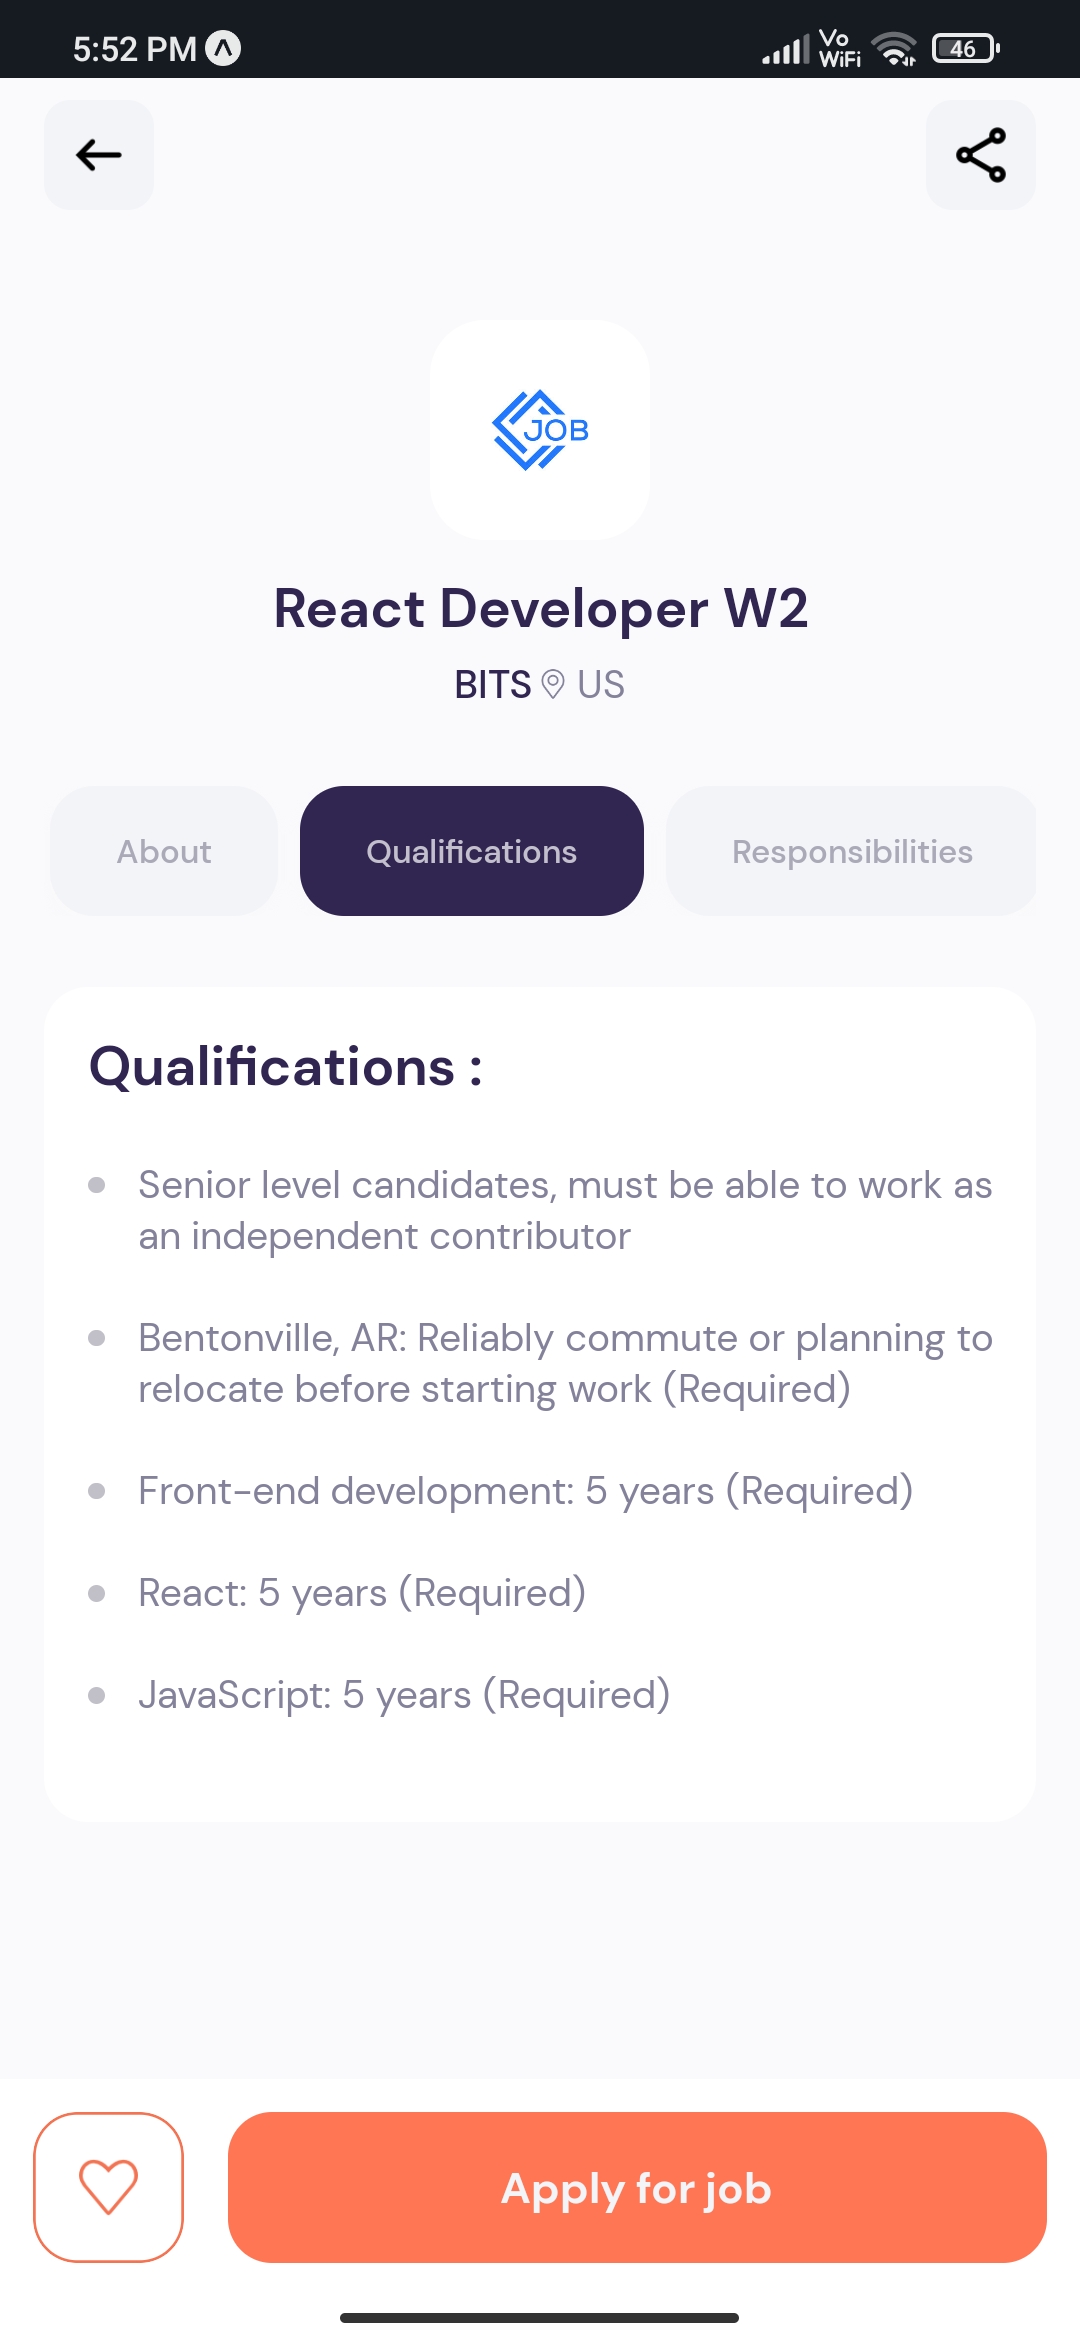 5:52 PM
Vo
WiFi
46
JOB
React Developer W2
BITS US
About Qualifications Responsibilities
Qualifications :
Senior level candidates, must be able to work as
an independent contributor
Bentonville, AR: Reliably commute or planning to
relocate before starting work (Required)
Front-end development: 5 years (Required)
React: 5 years (Required)
JavaScript: 5 years (Required)
Apply for job